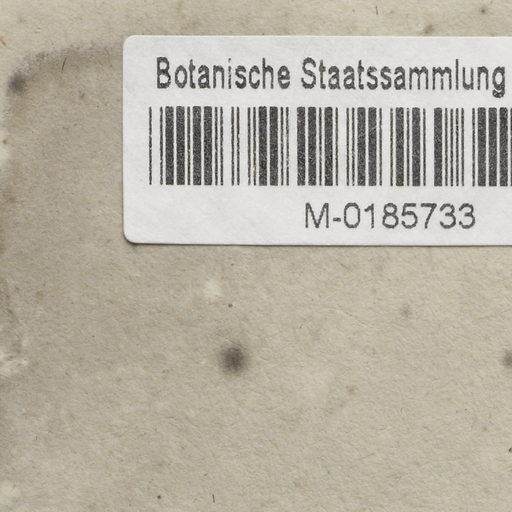 Botanische Staatssammlung
M-0185733